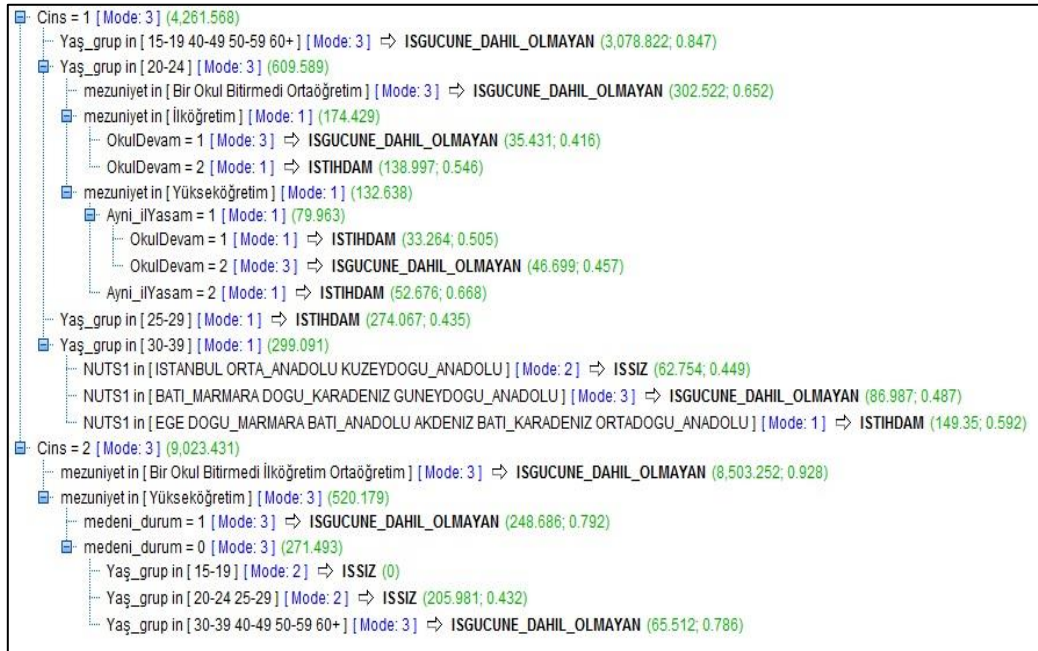 Cins = 1 [ Mode: 3 ] (4,261.568)
Yaş_grup in [ 15-19 40-49 50-59 60+ ] [ Mode: 3 ] ⇨ ISGUCUNE_DAHIL_OLMAYAN (3,078.822; 0.847)
Yaş_grup in [ 20-24 ] [ Mode: 3 ] (609.589)
mezuniyet in [ Bir Okul Bitirmedi Ortaöğretim ] [ Mode: 3 ] ⇨ ISGUCUNE_DAHIL_OLMAYAN (302.522; 0.652)
mezuniyet in [ İlköğretim ] [ Mode: 1 ] (174.429)
OkulDevam = 1 [ Mode: 3 ] ⇨ ISGUCUNE_DAHIL_OLMAYAN (35.431; 0.416)
OkulDevam = 2 [ Mode: 1 ] ⇨ ISTIHDAM (138.997; 0.546)
mezuniyet in [ Yükseköğretim ] [ Mode: 1 ] (132.638)
Ayni_ilYasam = 1 [ Mode: 1 ] (79.963)
OkulDevam = 1 [ Mode: 1 ] ⇨ ISTIHDAM (33.264; 0.505)
OkulDevam = 2 [ Mode: 3 ] ⇨ ISGUCUNE_DAHIL_OLMAYAN (46.699; 0.457)
Ayni_ilYasam = 2 [ Mode: 1 ] ⇨ ISTIHDAM (52.676; 0.668)
Yaş_grup in [ 25-29 ] [ Mode: 1 ] ⇨ ISTIHDAM (274.067; 0.435)
Yaş_grup in [ 30-39 ] [ Mode: 1 ] (299.091)
NUTS1 in [ ISTANBUL ORTA_ANADOLU KUZEYDOGU_ANADOLU ] [ Mode: 2 ] ⇨ ISSIZ (62.754; 0.449)
NUTS1 in [ BATI_MARMARA DOGU_KARADENIZ GUNEYDOGU_ANADOLU ] [ Mode: 3 ] ⇨ ISGUCUNE_DAHIL_OLMAYAN (86.987; 0.487)
NUTS1 in [ EGE DOGU_MARMARA BATI_ANADOLU AKDENIZ BATI_KARADENIZ ORTADOGU_ANADOLU ] [ Mode: 1 ] ⇨ ISTIHDAM (149.35; 0.592)
Cins = 2 [ Mode: 3 ] (9,023.431)
mezuniyet in [ Bir Okul Bitirmedi İlköğretim Ortaöğretim ] [ Mode: 3 ] ⇨ ISGUCUNE_DAHIL_OLMAYAN (8,503.252; 0.928)
mezuniyet in [ Yükseköğretim ] [ Mode: 3 ] (520.179)
medeni_durum = 1 [ Mode: 3 ] ⇨ ISGUCUNE_DAHIL_OLMAYAN (248.686; 0.792)
medeni_durum = 0 [ Mode: 3 ] (271.493)
Yaş_grup in [ 15-19 ] [ Mode: 2 ] ⇨ ISSIZ (0)
Yaş_grup in [ 20-24 25-29 ] [ Mode: 2 ] ⇨ ISSIZ (205.981; 0.432)
Yaş_grup in [ 30-39 40-49 50-59 60+ ] [ Mode: 3 ] ⇨ ISGUCUNE_DAHIL_OLMAYAN (65.512; 0.786)